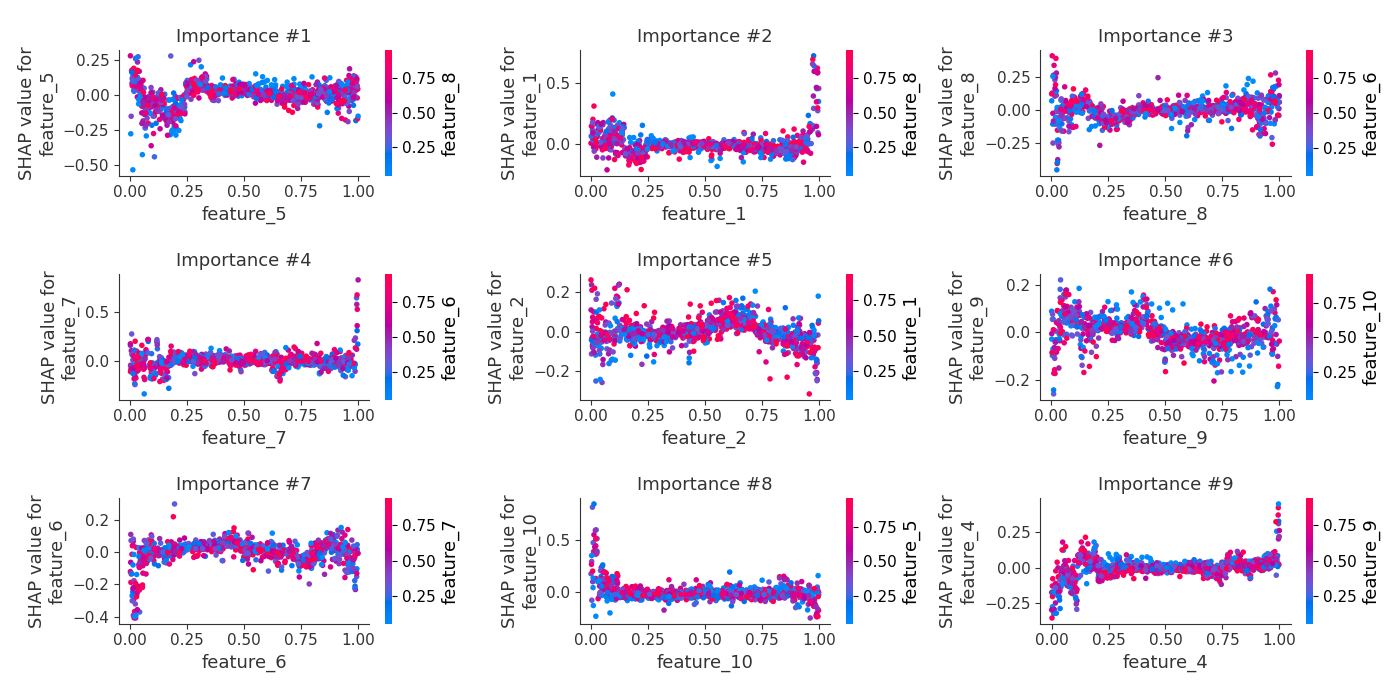 Importance #1
SHAP value for
feature_5
0.25
0.00
−0.25
−0.50
0.00 0.25 0.50 0.75 1.00
feature_5
0.75
0.50
0.25
feature_8
Importance #2
SHAP value for
feature_1
0.5
0.0
0.00 0.25 0.50 0.75 1.00
feature_1
0.75
0.50
0.25
feature_8
Importance #3
SHAP value for
feature_8
0.25
0.00
−0.25
0.00 0.25 0.50 0.75 1.00
feature_8
0.75
0.50
0.25
feature_6
Importance #4
SHAP value for
feature_7
0.5
0.0
0.00 0.25 0.50 0.75 1.00
feature_7
0.75
0.50
0.25
feature_6
Importance #5
SHAP value for
feature_2
0.2
0.0
−0.2
0.00 0.25 0.50 0.75 1.00
feature_2
0.75
0.50
0.25
feature_1
Importance #6
SHAP value for
feature_9
0.2
0.0
−0.2
0.00 0.25 0.50 0.75 1.00
feature_9
0.75
0.50
0.25
feature_10
Importance #7
SHAP value for
feature_6
0.2
0.0
−0.2
−0.4
0.00 0.25 0.50 0.75 1.00
feature_6
0.75
0.50
0.25
feature_7
Importance #8
SHAP value for
feature_10
0.5
0.0
0.00 0.25 0.50 0.75 1.00
feature_10
0.75
0.50
0.25
feature_5
Importance #9
SHAP value for
feature_4
0.25
0.00
−0.25
0.00 0.25 0.50 0.75 1.00
feature_4
0.75
0.50
0.25
feature_9